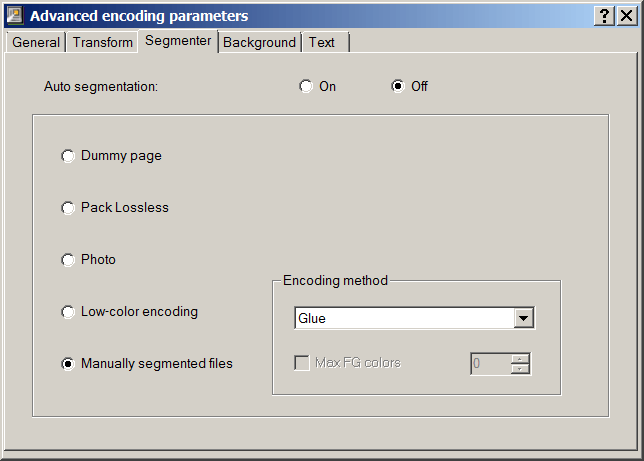 Advanced encoding parameters
General Transform Segmenter Background Text
Auto segmentation: On Off
Dummy page
Pack Lossless
Photo
Encoding method
Low-color encoding
Glue
Manually segmented files
Max FG colors 0